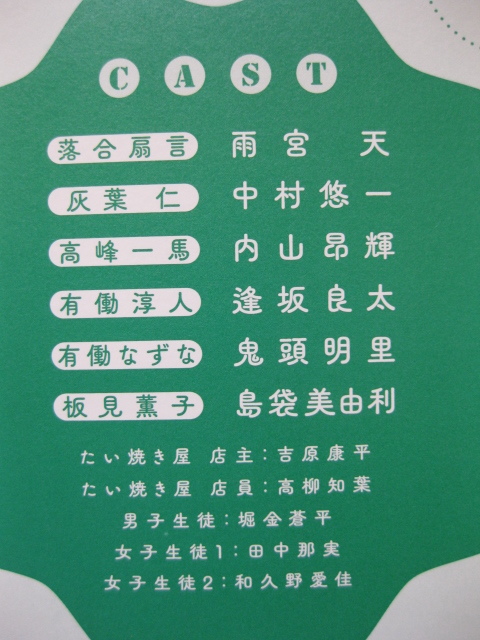 CAST
落合扇言 雨宮 天
灰葉 仁 中村悠一
高峰一馬 内山昂輝
有働淳人 逢坂良太
有働なずな 鬼頭明里
板見薫子 島袋美由利
たい焼き屋 店主：吉原康平
たい焼き屋 店員：高柳知葉
男子生徒：堀金蒼平
女子生徒1：田中那実
女子生徒2：和久野愛佳